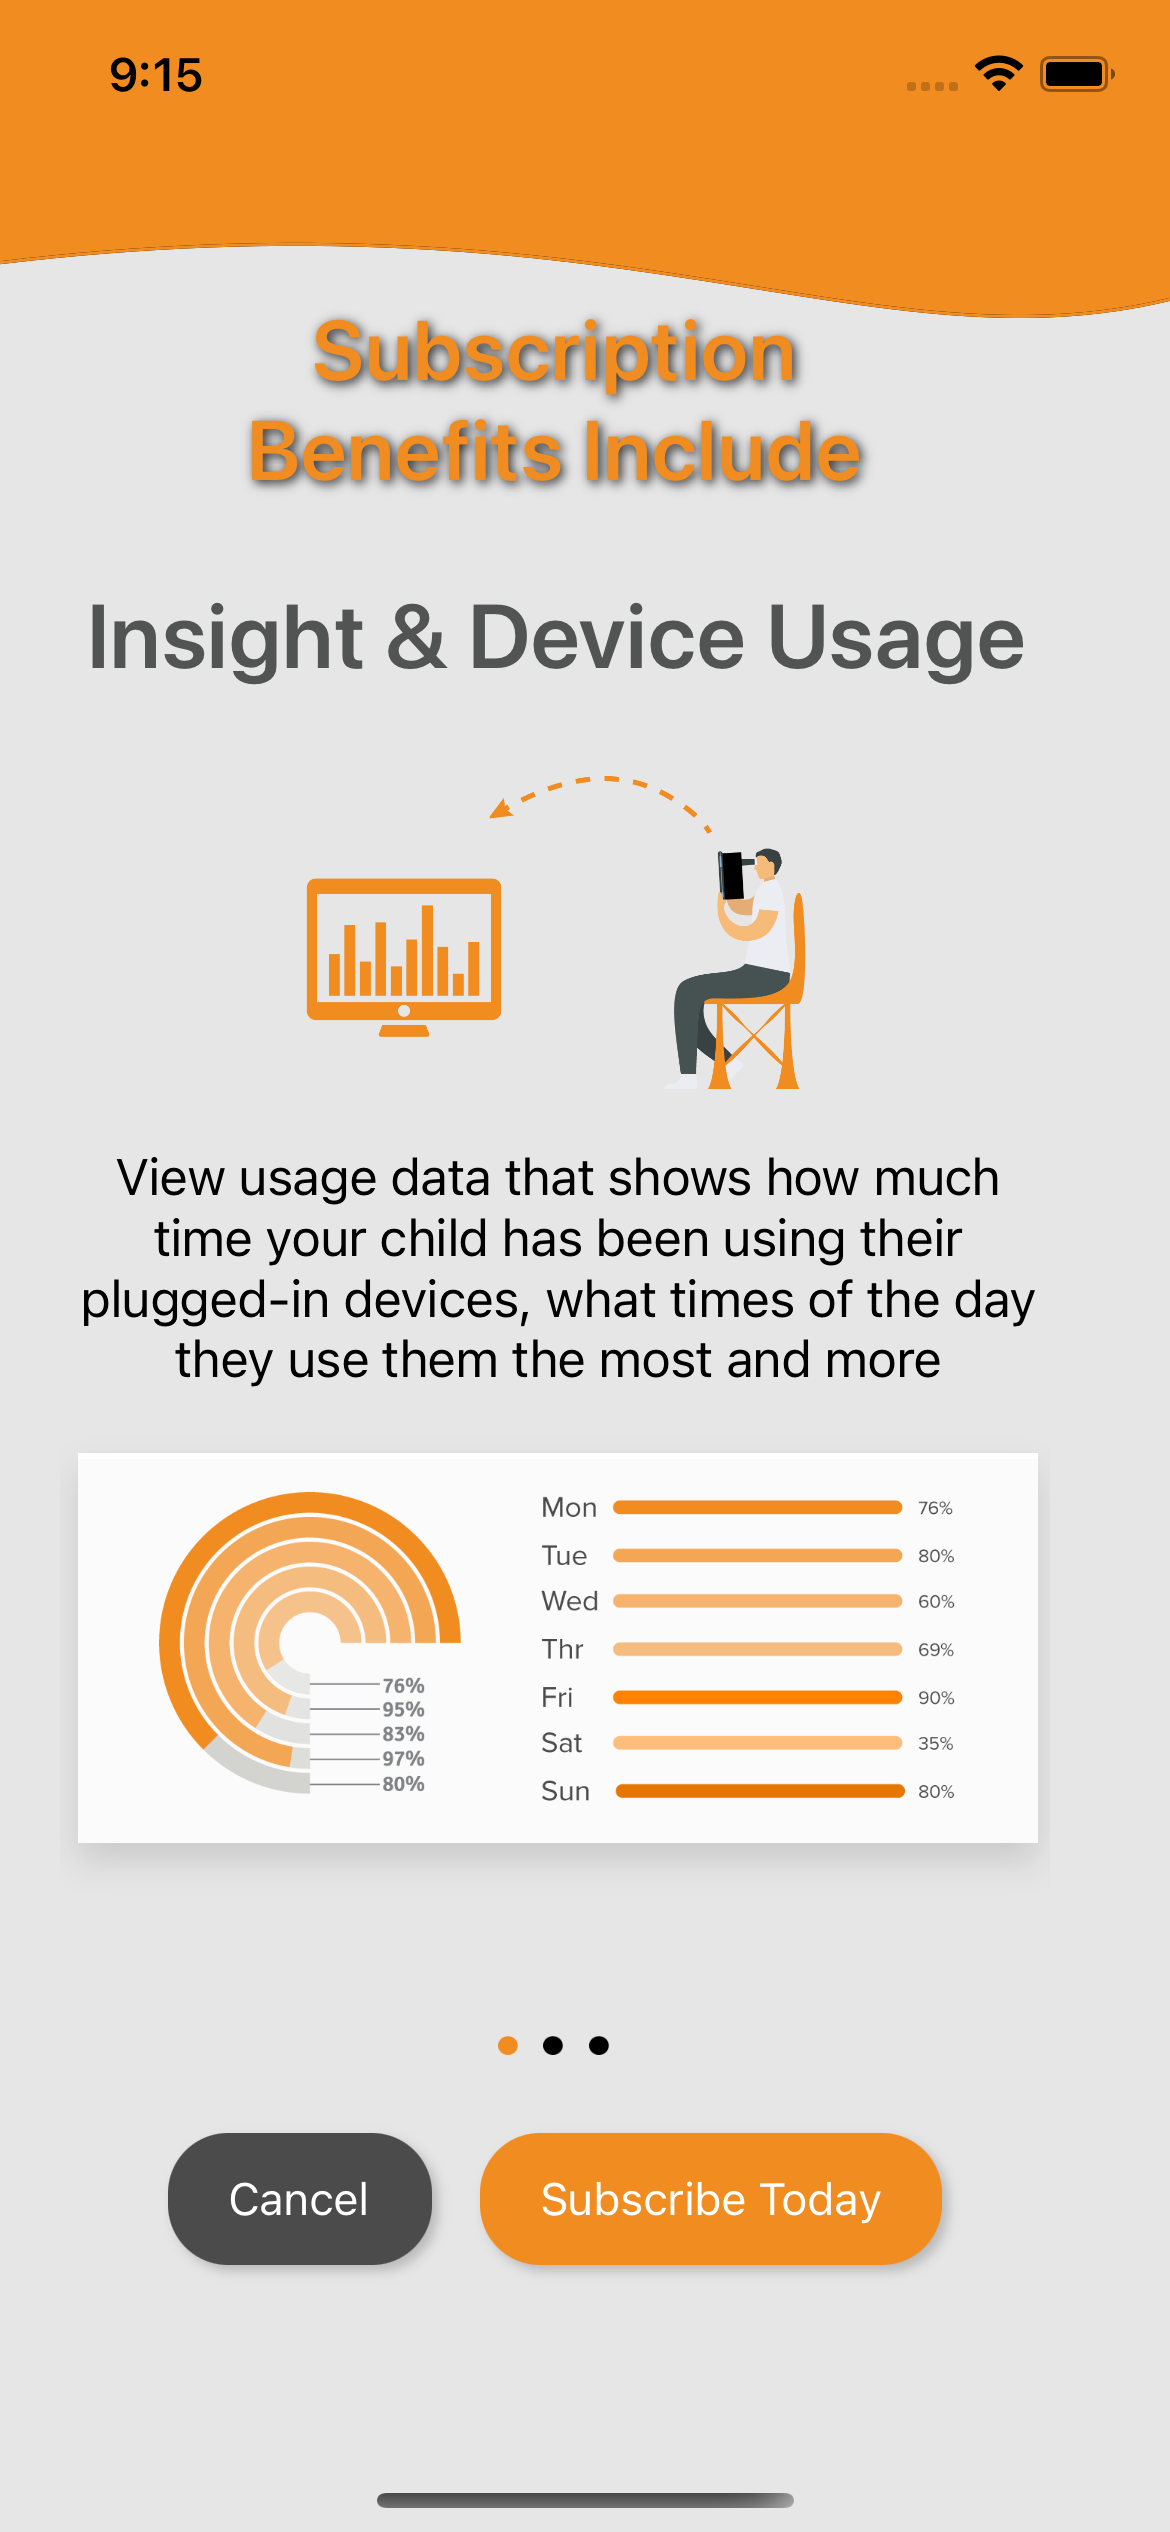 9:15
Subscription
Benefits Include
Insight & Device Usage
View usage data that shows how much
time your child has been using their
plugged-in devices, what times of the day
they use them the most and more
76%
95%
83%
97%
80%
Mon 76%
Tue 80%
Wed 60%
Thr 69%
Fri 90%
Sat 35%
Sun 80%
Cancel
Subscribe Today